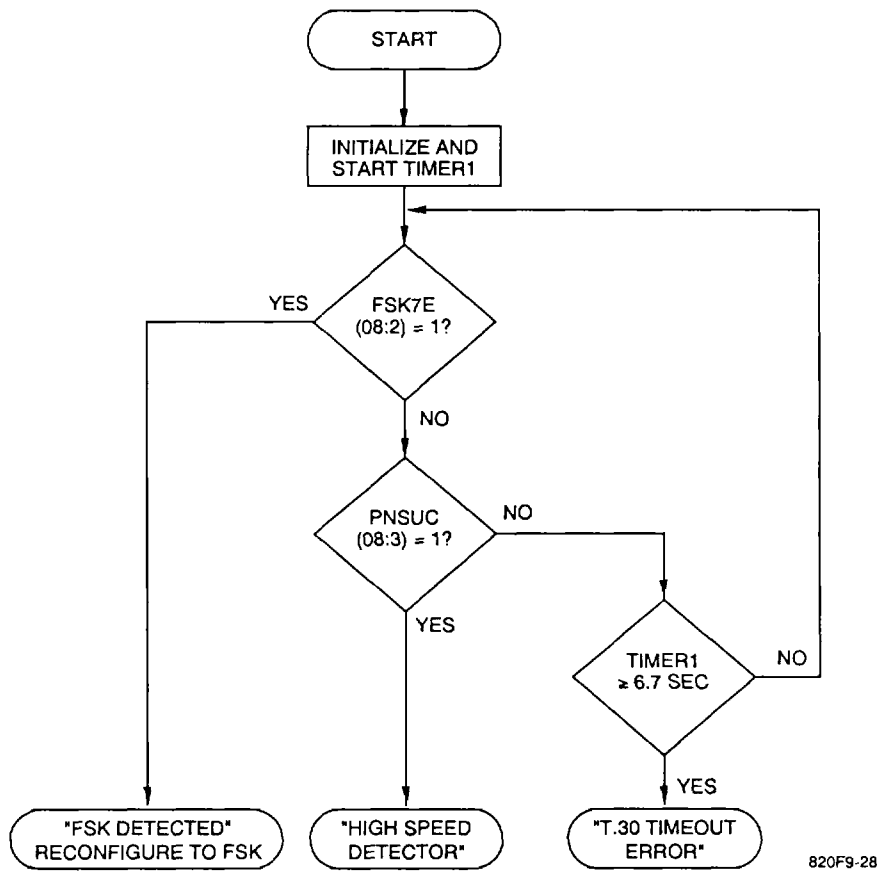 START
INITIALIZE AND
START TIMER1
YES
FSK7E
(08:2) = 1?
NO
PNSUC
(08:3) = 1?
NO
YES
TIMER1
≥ 6.7 SEC
NO
YES
"FSK DETECTED"
RECONFIGURE TO FSK
"HIGH SPEED
DETECTOR"
"T.30 TIMEOUT
ERROR"
820F9-28